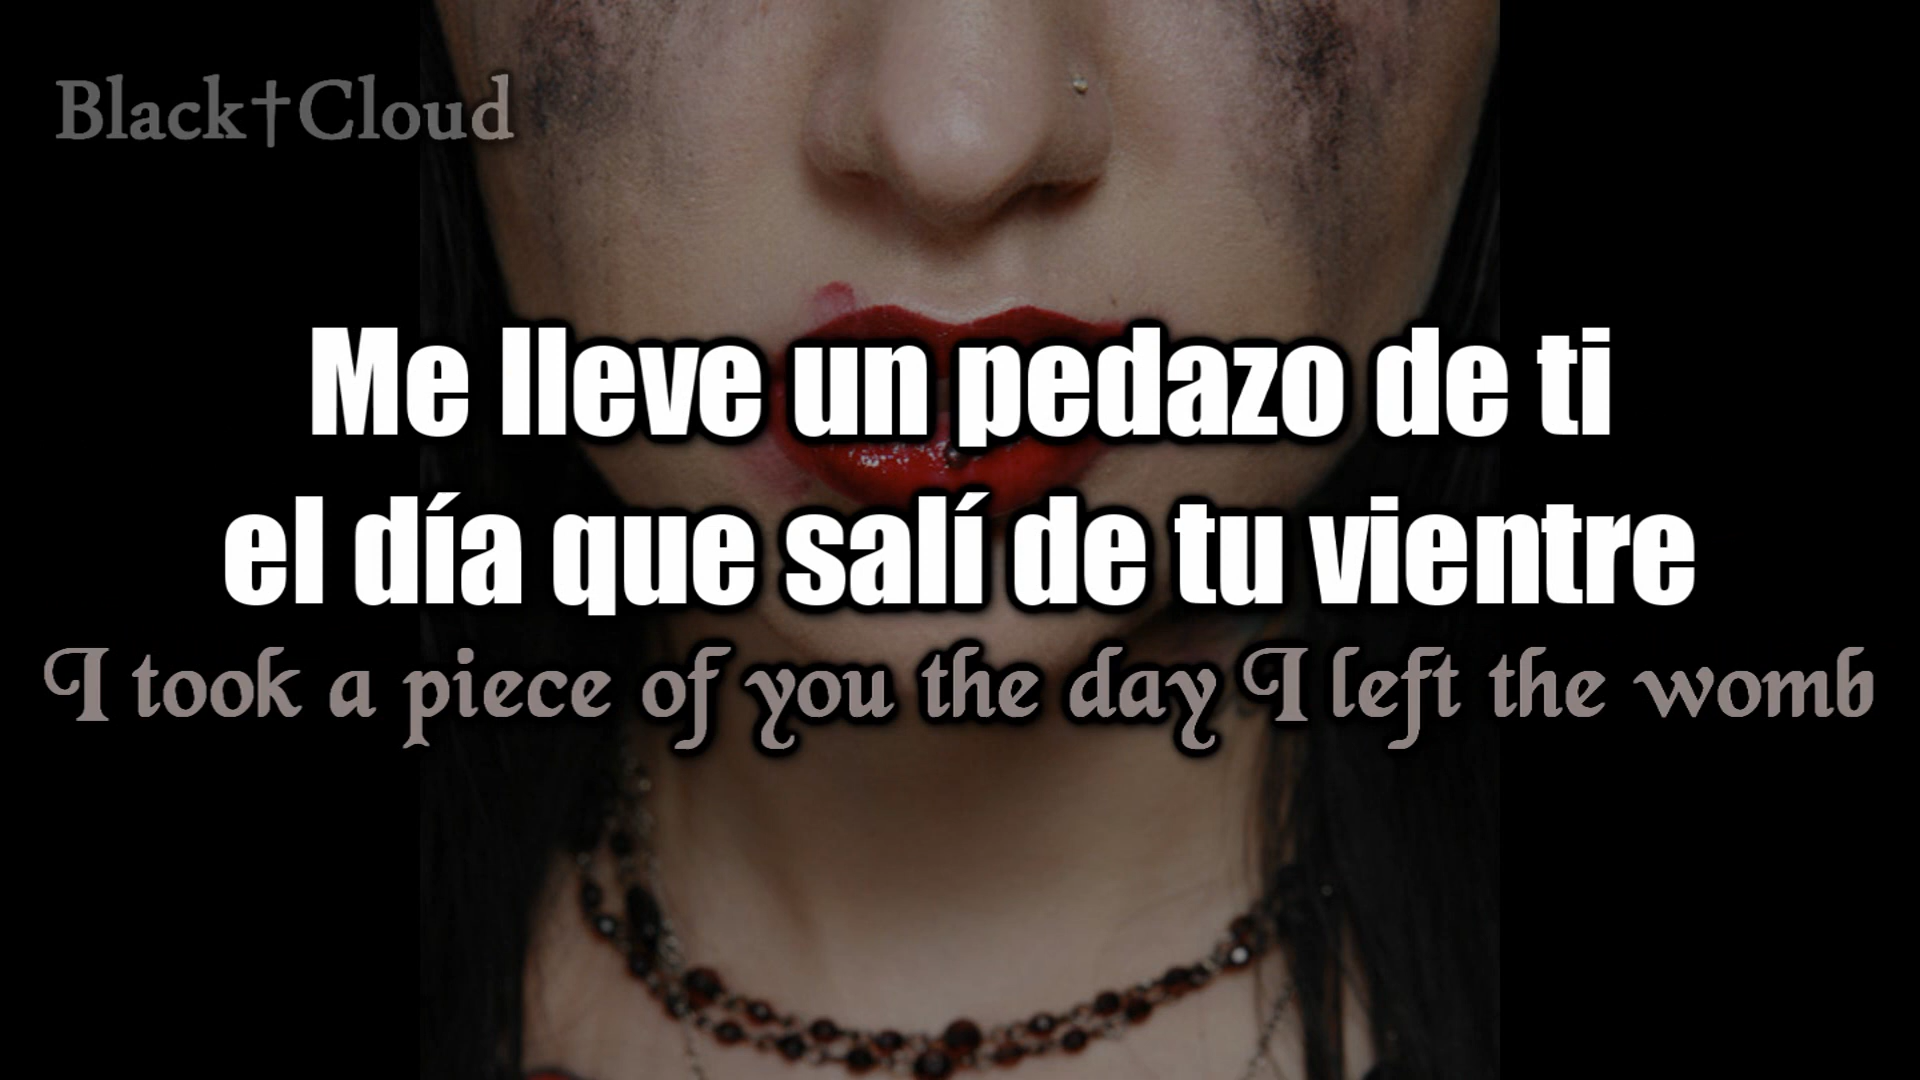 Black†Cloud
Me lleve un pedazo de ti
el día que salí de tu vientre
I took a piece of you the day I left the womb